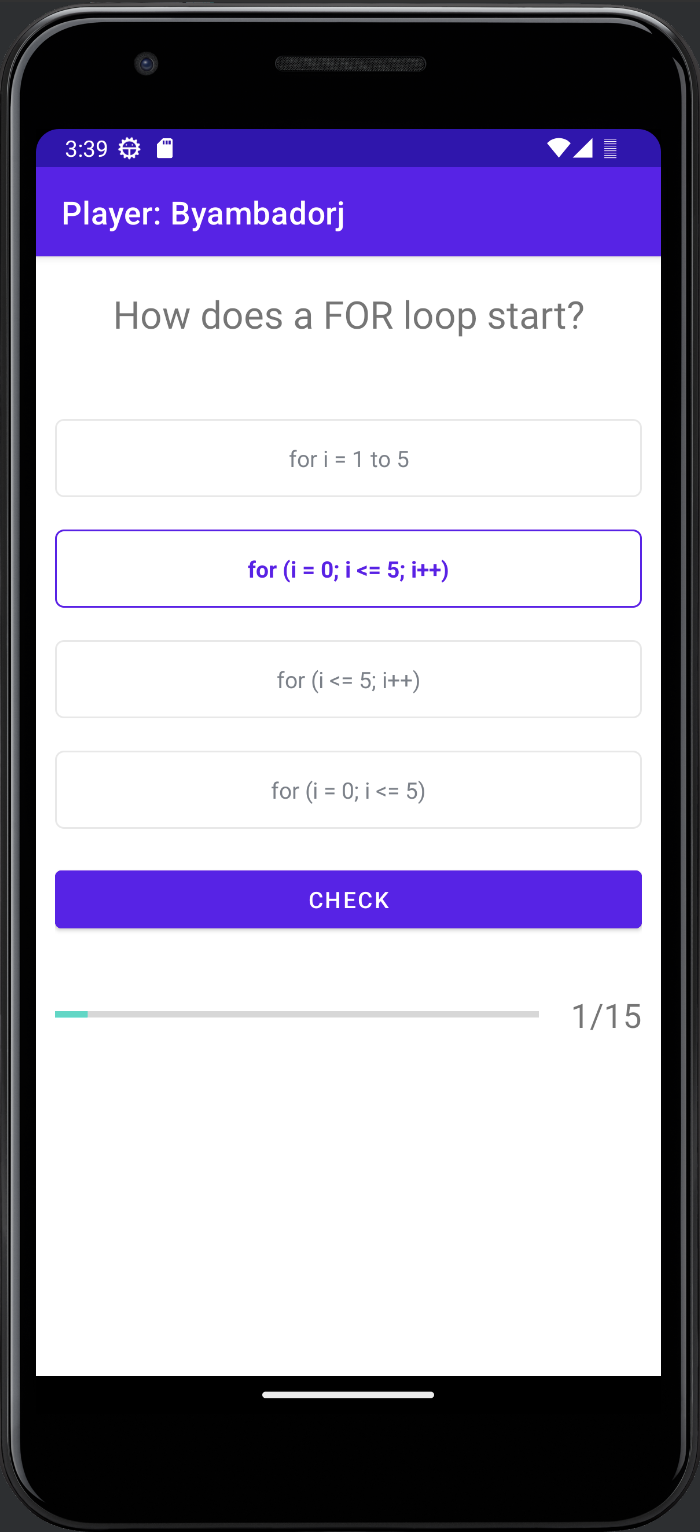 3:39
Player: Byambadorj
How does a FOR loop start?
for i = 1 to 5
for (i = 0; i <= 5; i++)
for (i <= 5; i++)
for (i = 0; i <= 5)
CHECK
1/15